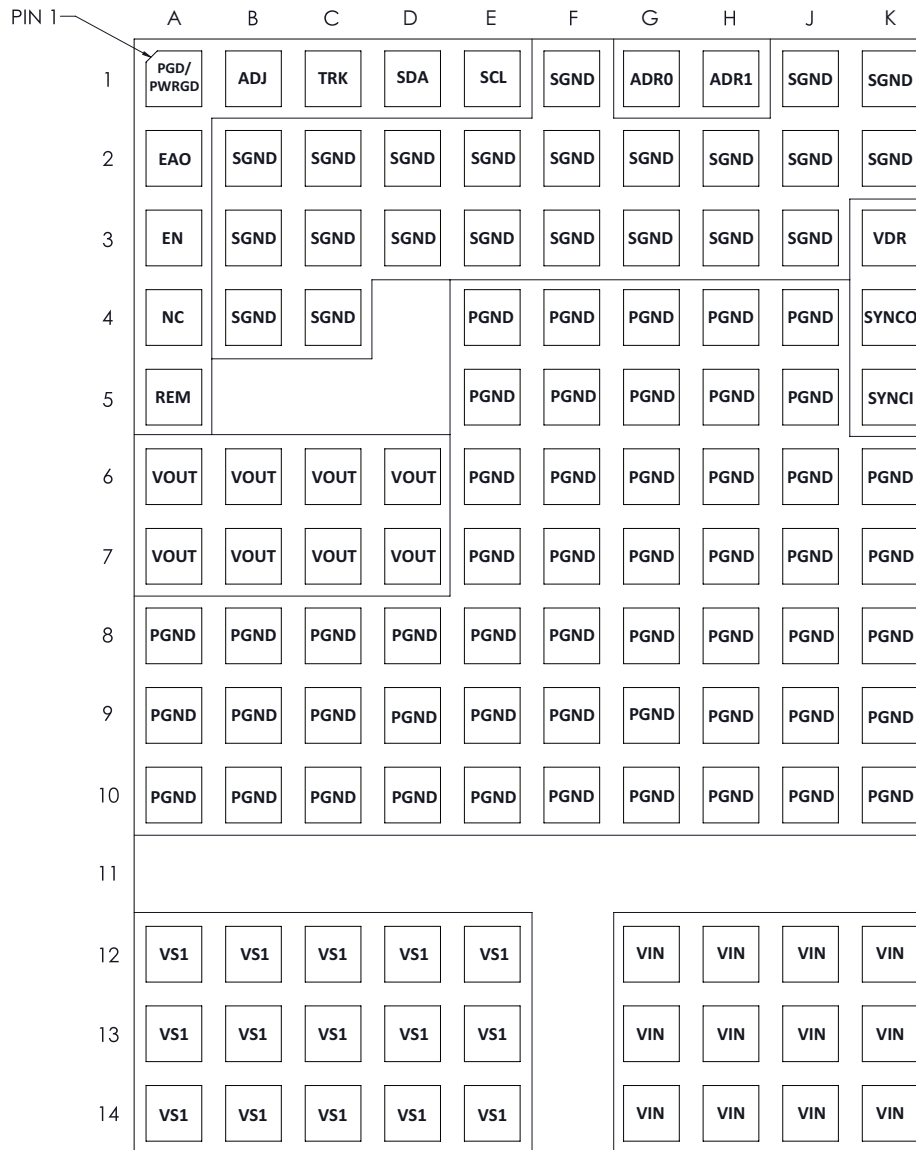 PIN 1 A B C D E F G H J K
1 PGD/ PWRGD ADJ TRK SDA SCL SGND ADR0 ADR1 SGND SGND
2 EAO SGND SGND SGND SGND SGND SGND SGND SGND SGND
3 EN SGND SGND SGND SGND SGND SGND SGND SGND VDR
4 NC SGND SGND PGND PGND PGND PGND PGND SYNCO
5 REM PGND PGND PGND PGND PGND SYNCI
6 VOUT VOUT VOUT VOUT PGND PGND PGND PGND PGND PGND
7 VOUT VOUT VOUT VOUT PGND PGND PGND PGND PGND PGND
8 PGND PGND PGND PGND PGND PGND PGND PGND PGND PGND
9 PGND PGND PGND PGND PGND PGND PGND PGND PGND PGND
10 PGND PGND PGND PGND PGND PGND PGND PGND PGND PGND
11
12 VS1 VS1 VS1 VS1 VS1 VIN VIN VIN VIN
13 VS1 VS1 VS1 VS1 VS1 VIN VIN VIN VIN
14 VS1 VS1 VS1 VS1 VS1 VIN VIN VIN VIN